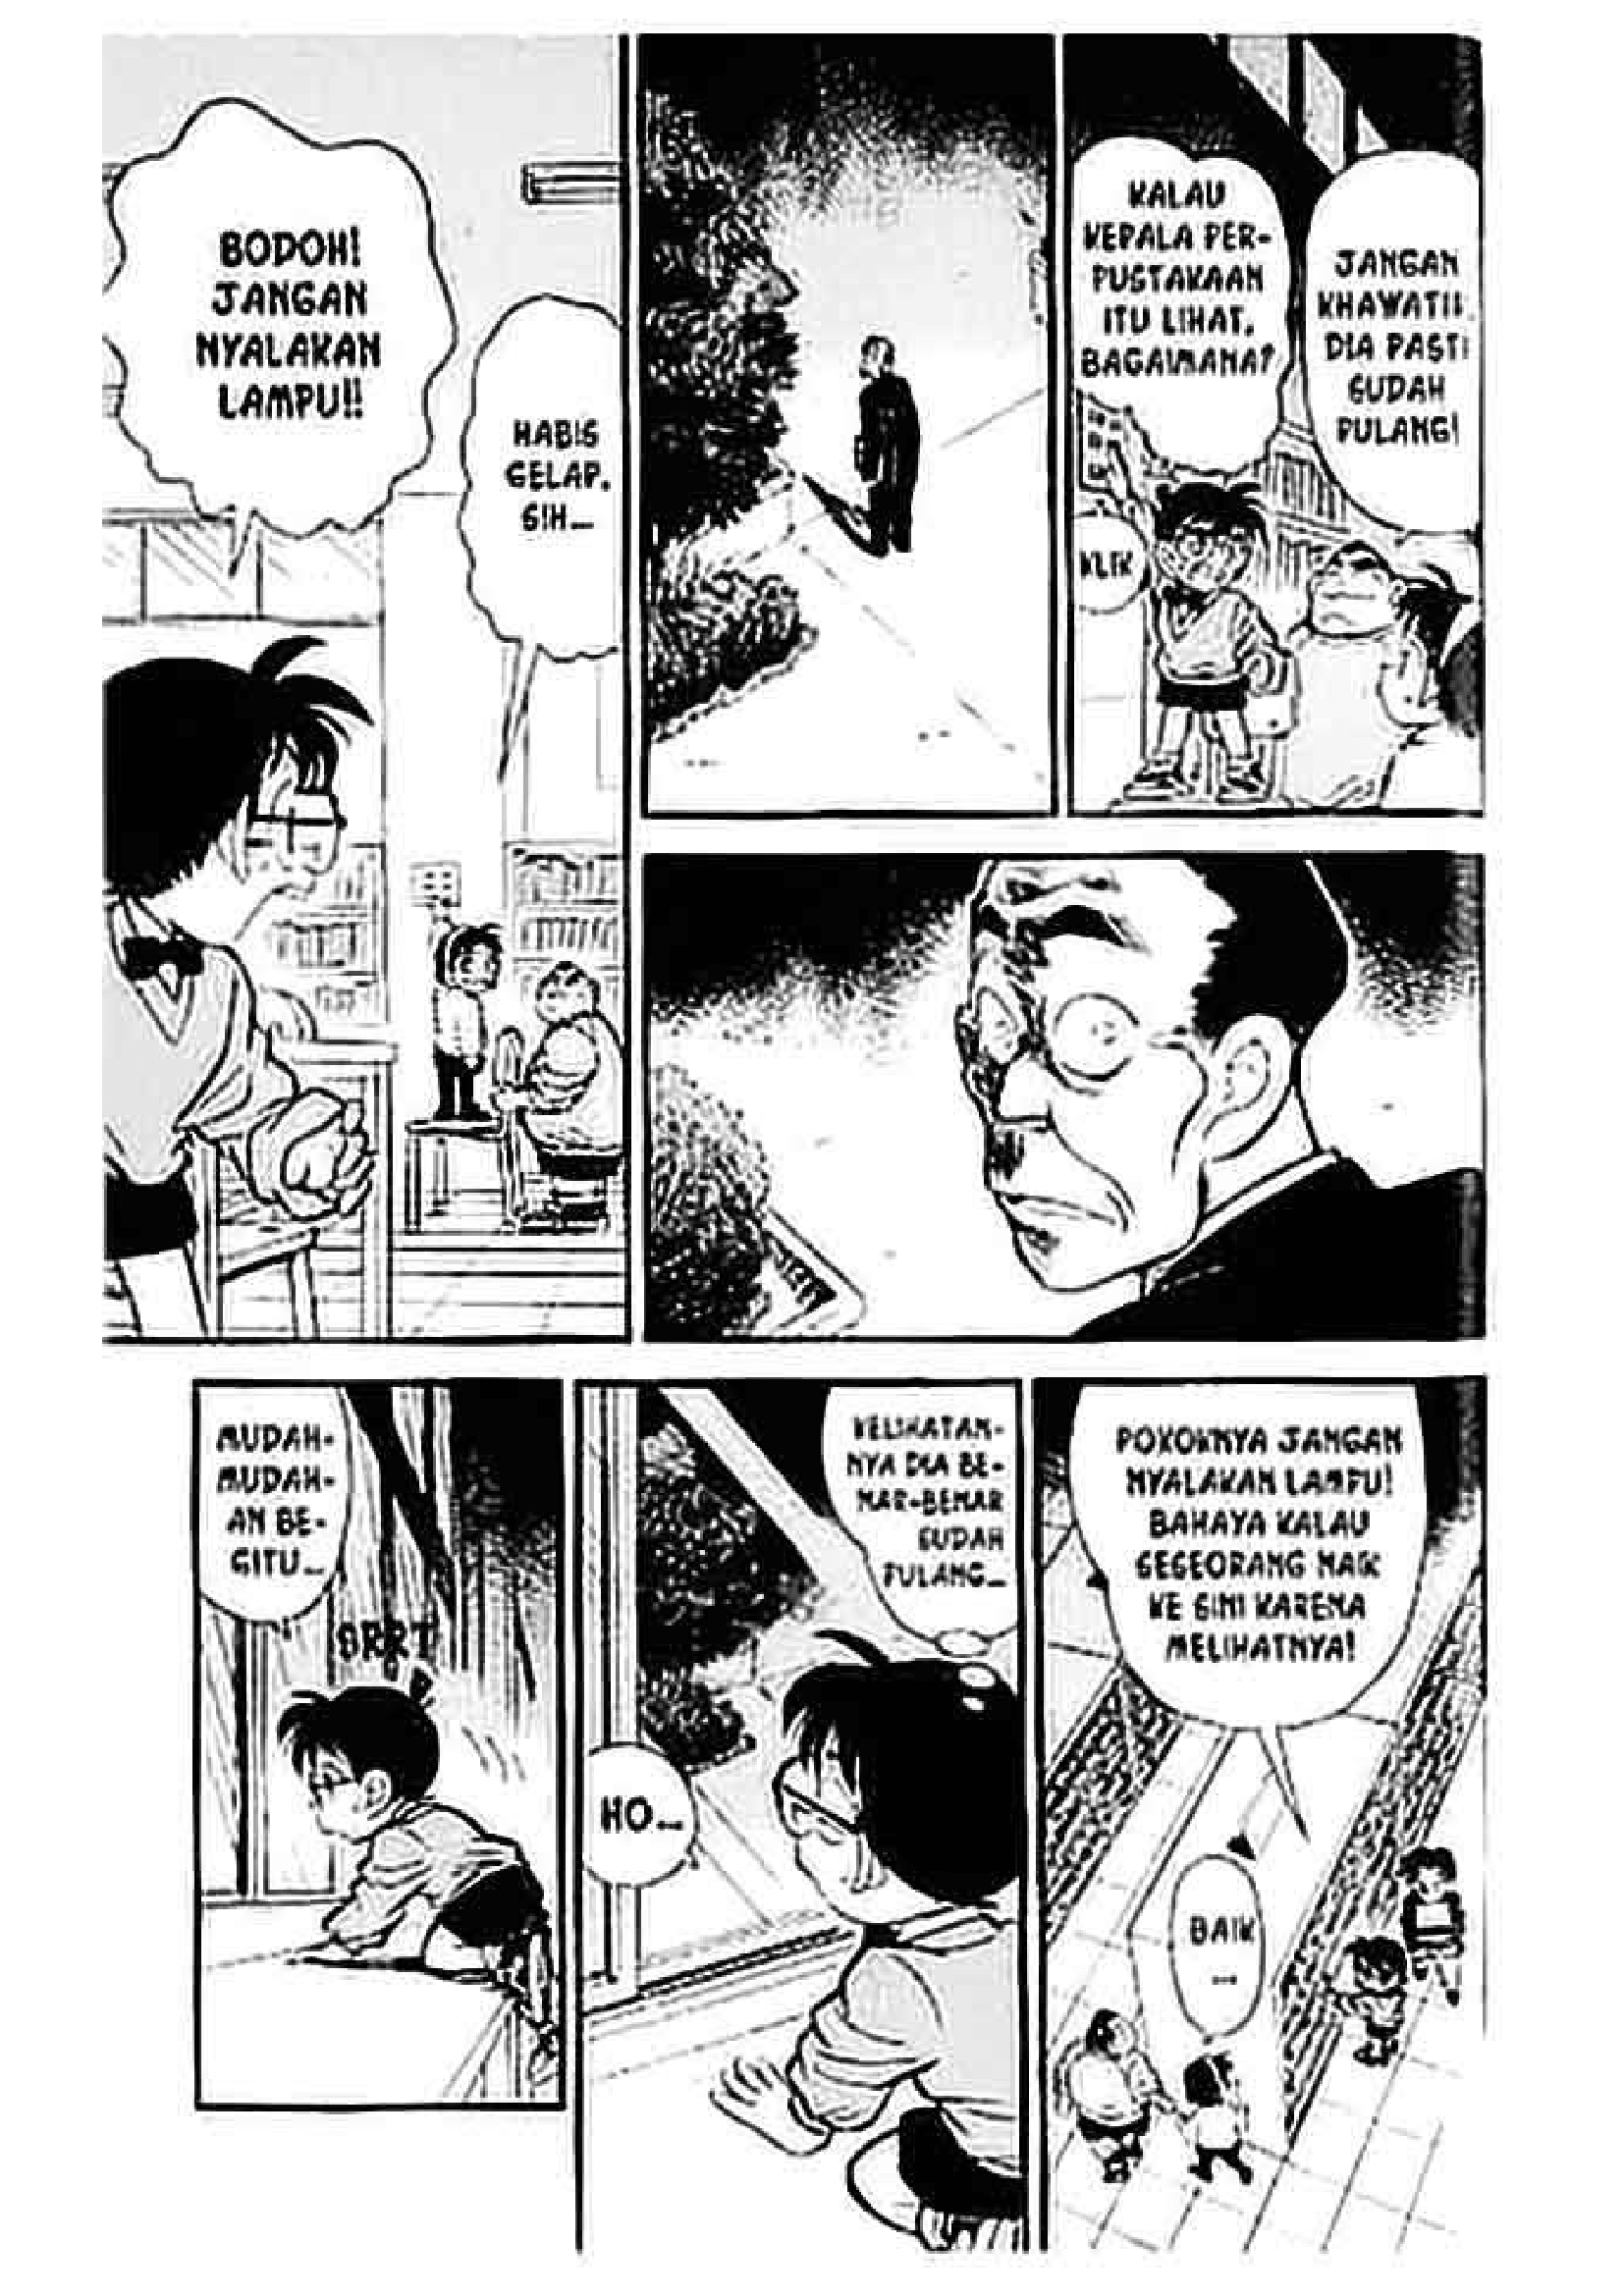 JANGAN
KHAWATIR.
DIA PASTI
SUDAH
PULANG!
KALAU
KEPALA PER-
PUSTAKAAN
ITU LIHAT,
BAGAIMANA?
KLIK
HABIS
GELAP,
SIH...
BODOH!
JANGAN
NYALAKAN
LAMPU!!
POKOKNYA JANGAN
NYALAKAN LAMPU!
BAHAYA KALAU
SESEORANG NAIK
KE SINI KARENA
MELIHATNYA!
BAIK
...
KELIHATAN-
NYA DIA BE-
NAR-BENAR
SUDAH
PULANG...
HO...
MUDAH-
MUDAH-
AN BE-
GITU...
SRRT